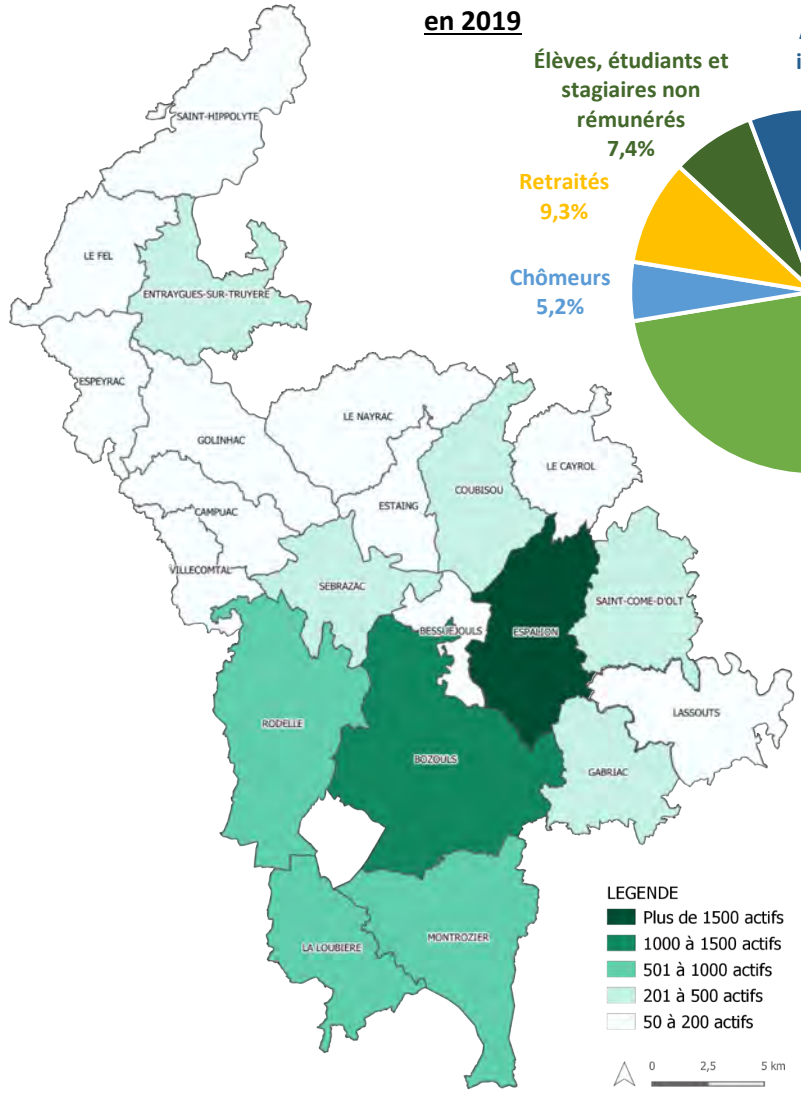 en 2019
Élèves, étudiants et
stagiaires non
rémunérés
7,4%
Retraités
9,3%
Chômeurs
5,2%
SAINT-HIPPOLYTE
LE FEL
ENTRAYGUES-SUR-TRUYERE
ESPEYRAC
GOLINHAC
LE NAYRAC
LE CAYROL
COUBISOU
ESTAING
CAMPUAC
VILLECOMTAL
SEBRAZAC
SAINT-COME-D'OLT
BESSUEJOULS
ESPALION
LASSOUTS
RODELLE
BOZOULS
GABRIAC
MONTROZIER
LA LOUBIERE
LEGENDE
Plus de 1500 actifs
1000 à 1500 actifs
501 à 1000 actifs
201 à 500 actifs
50 à 200 actifs
0 2,5 5 km